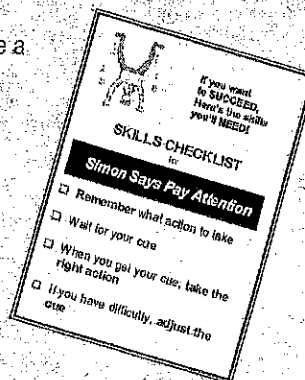 e a
If you want
to SUCCEED,
Here's the skills
you'll NEED!
SKILLS CHECKLIST
for
Simon Says Pay Attention
❑ Remember what action to take
❑ Wait for your cue
❑ When you get your cue, take the
right action
❑ If you have difficulty, adjust the
cue